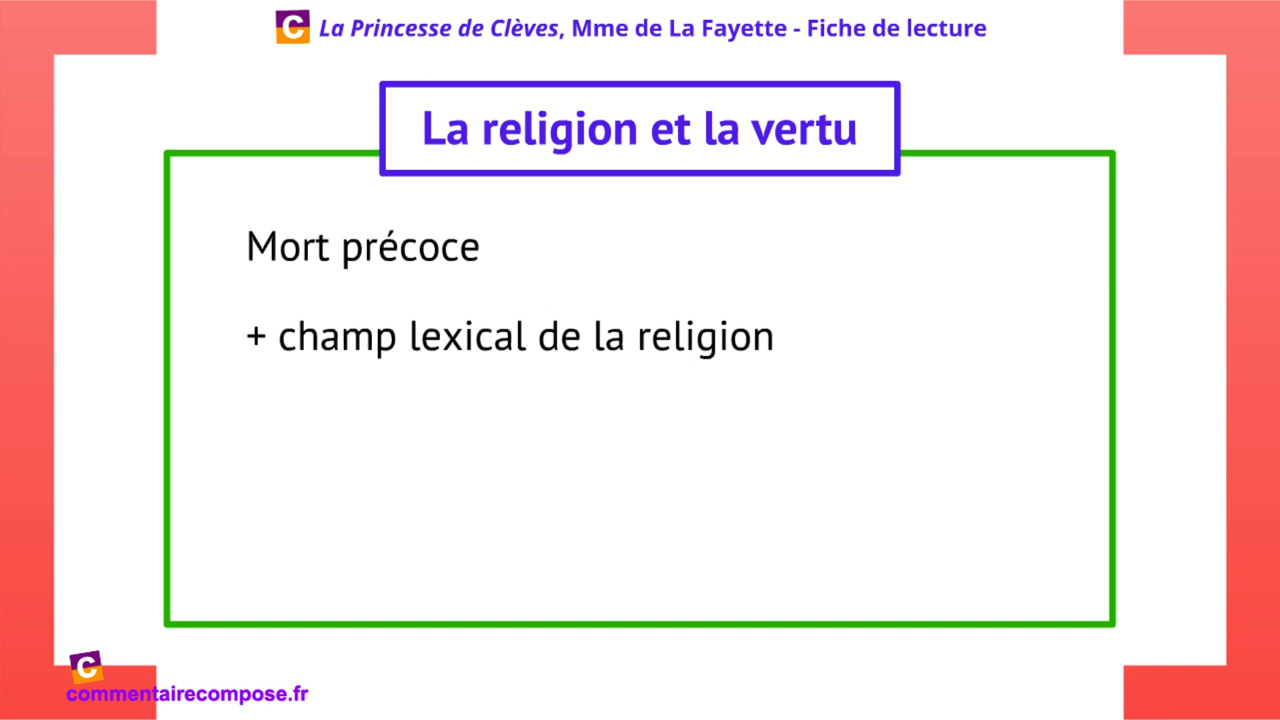 C La Princesse de Clèves, Mme de La Fayette - Fiche de lecture
La religion et la vertu
Mort précoce
+ champ lexical de la religion
C
commentairecompose.fr